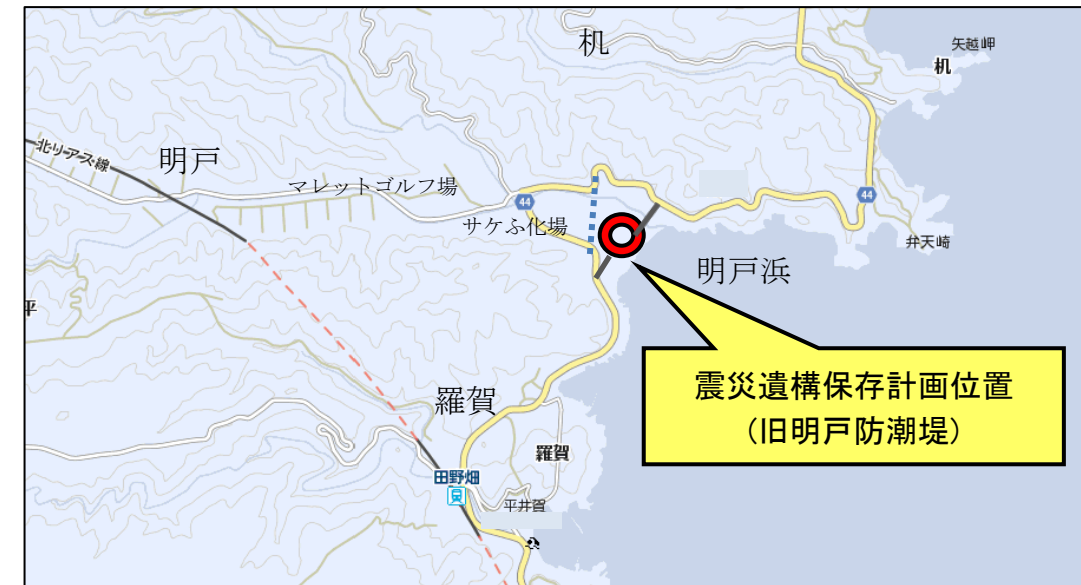 机
矢越岬
机
北リアス線
明戸
マレットゴルフ場
44
サケふ化場
44
弁天崎
明戸浜
平
震災遺構保存計画位置
(旧明戸防潮堤)
羅賀
羅賀
田野畑
平井賀